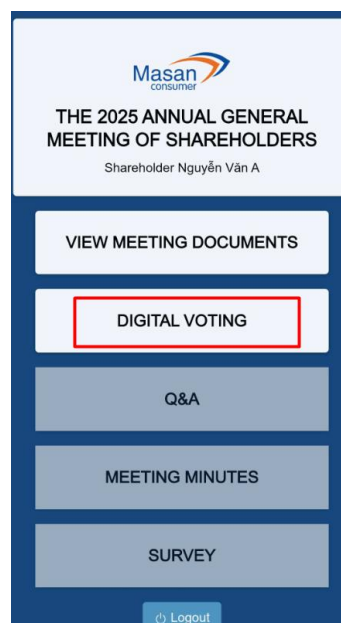 Masan
consumer
THE 2025 ANNUAL GENERAL
MEETING OF SHAREHOLDERS
Shareholder Nguyễn Văn A
VIEW MEETING DOCUMENTS
DIGITAL VOTING
Q&A
MEETING MINUTES
SURVEY
Logout